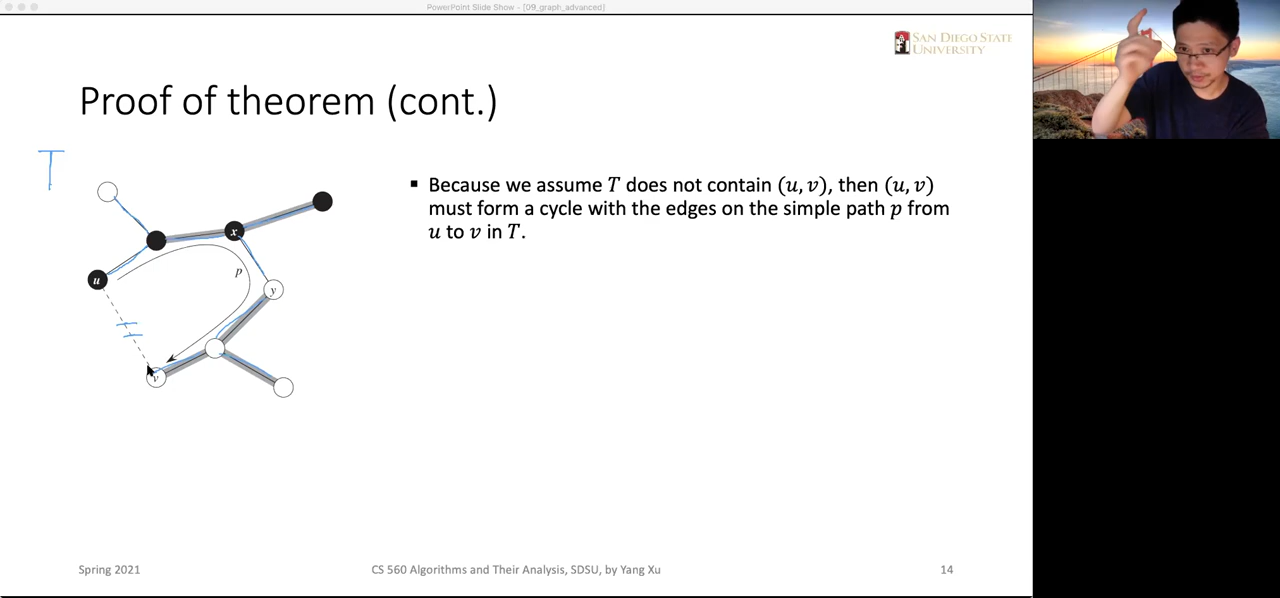 PowerPoint Slide Show - [09_graph_advanced]
SAN DIEGO STATE
UNIVERSITY
Proof of theorem (cont.)
T
x
u
p
y
v
▪ Because we assume T does not contain (u, v), then (u, v)
must form a cycle with the edges on the simple path p from
u to v in T.
Spring 2021
CS 560 Algorithms and Their Analysis, SDSU, by Yang Xu
14